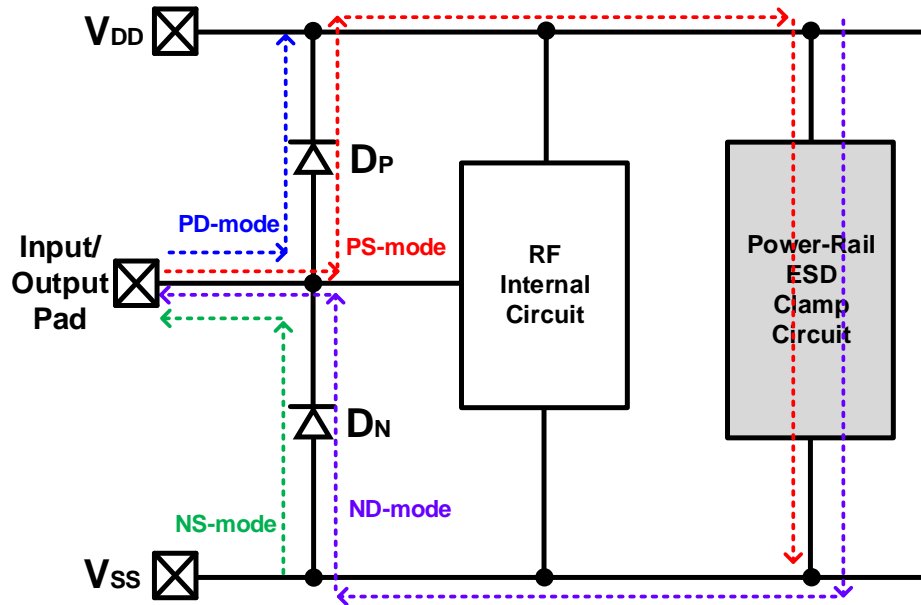 VDD
DP
PD-mode
PS-mode
Input/
Output
Pad
RF
Internal
Circuit
Power-Rail
ESD
Clamp
Circuit
DN
NS-mode
ND-mode
VSS